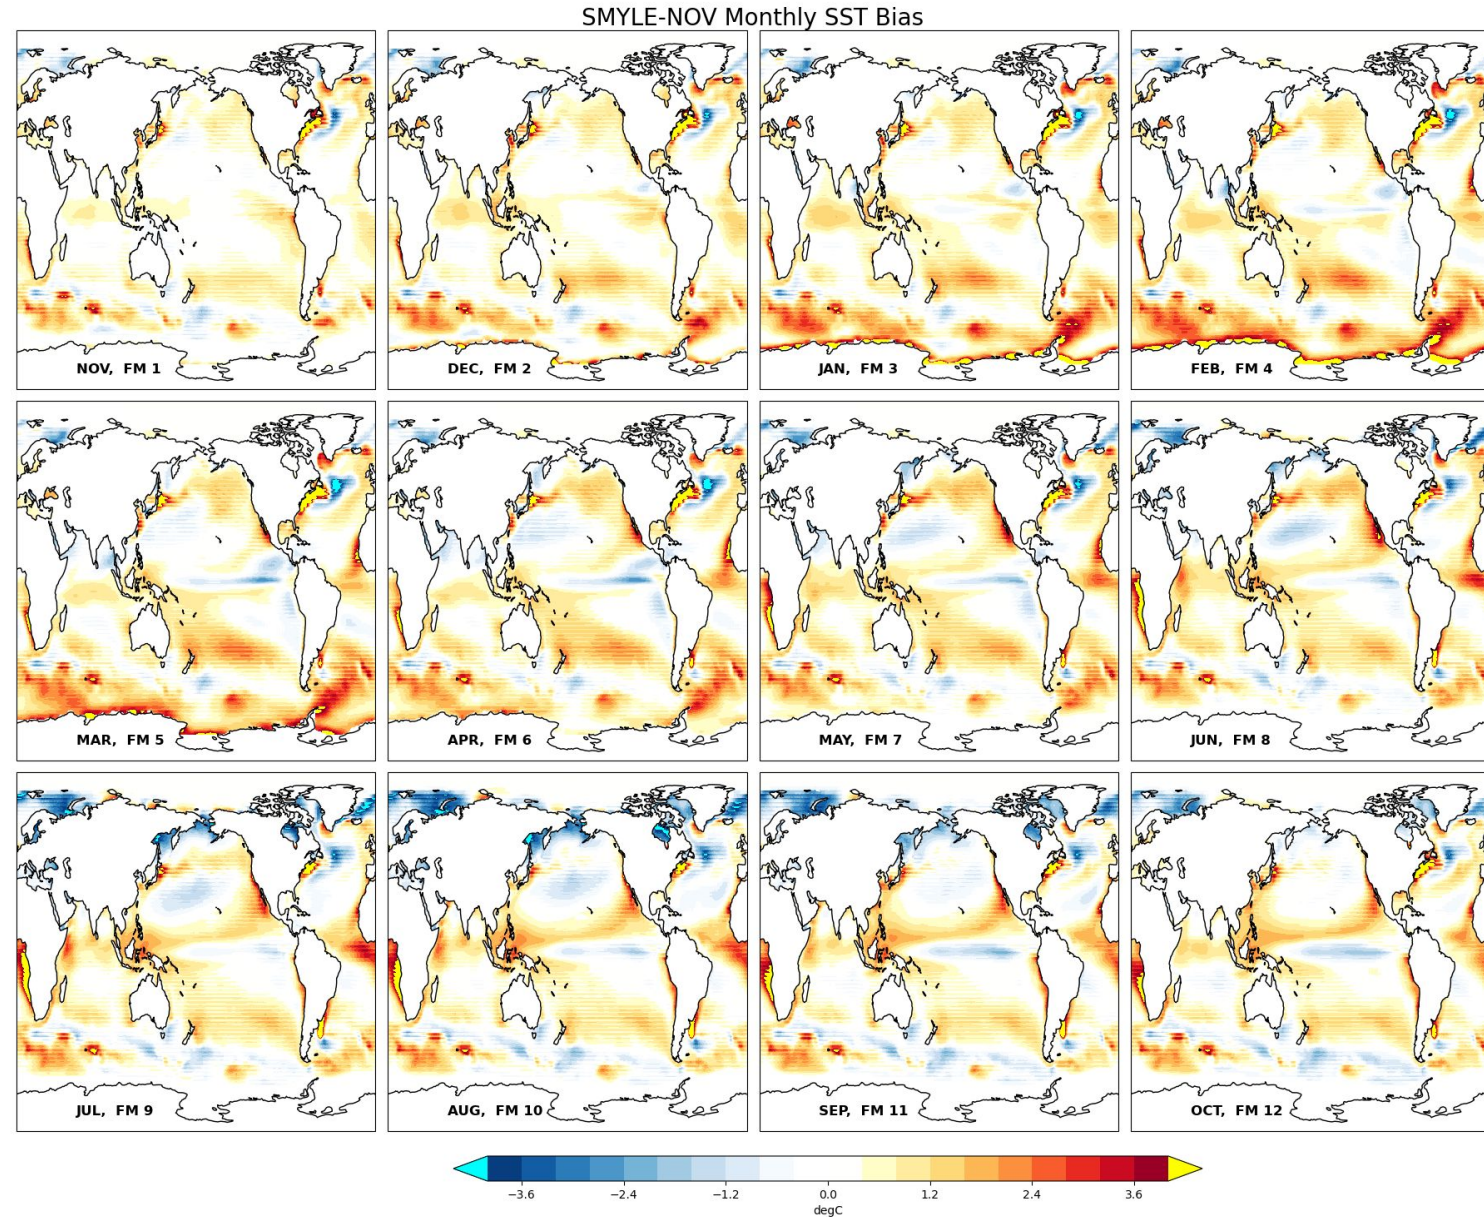 SMYLE-NOV Monthly SST Bias
NOV, FM 1
DEC, FM 2
JAN, FM 3
FEB, FM 4
MAR, FM 5
APR, FM 6
MAY, FM 7
JUN, FM 8
JUL, FM 9
AUG, FM 10
SEP, FM 11
OCT, FM 12
−3.6 −2.4 −1.2 0.0 1.2 2.4 3.6
degC